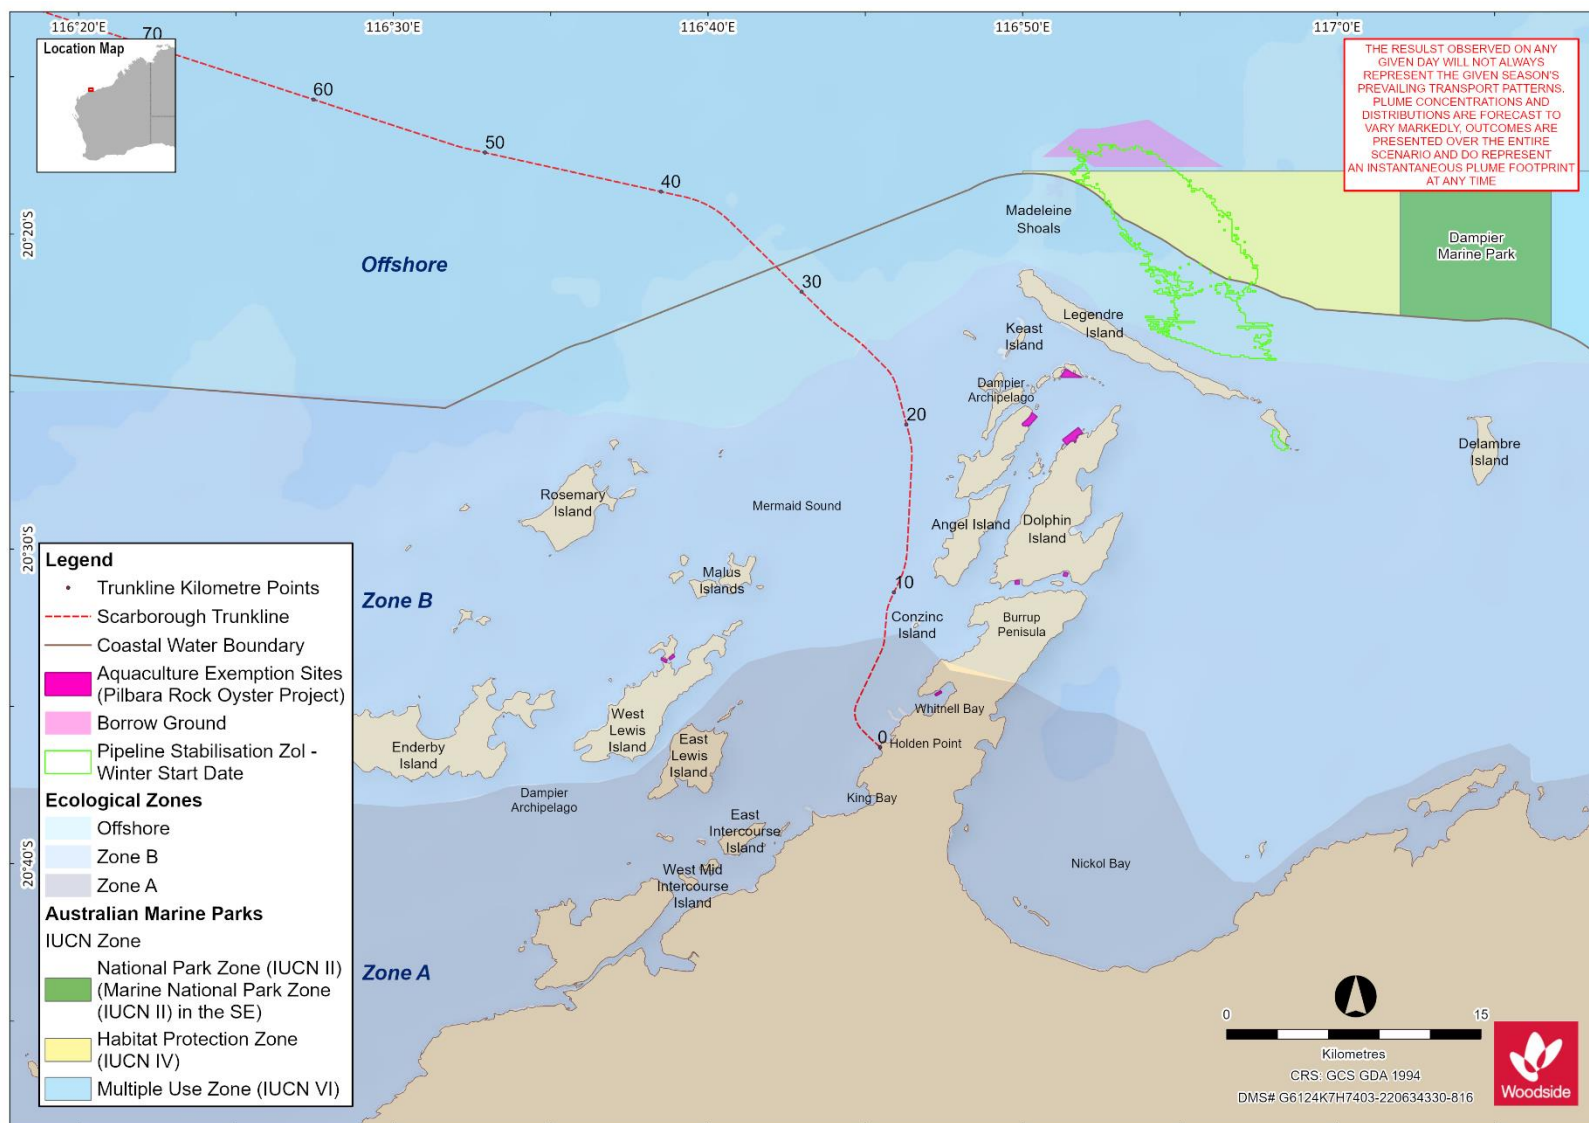 116°20'E
116°30'E
116°40'E
116°50'E
117°0'E
70
Location Map
THE RESULST OBSERVED ON ANY
GIVEN DAY WILL NOT ALWAYS
REPRESENT THE GIVEN SEASON'S
PREVAILING TRANSPORT PATTERNS.
PLUME CONCENTRATIONS AND
DISTRIBUTIONS ARE FORECAST TO
VARY MARKEDLY, OUTCOMES ARE
PRESENTED OVER THE ENTIRE
SCENARIO AND DO REPRESENT
AN INSTANTANEOUS PLUME FOOTPRINT
AT ANY TIME
60
50
40
30
20
10
0
20°20'S
20°30'S
20°40'S
Offshore
Madeleine
Shoals
Dampier
Marine Park
Legendre
Island
Keast
Island
Dampier
Archipelago
Delambre
Island
Rosemary
Island
Mermaid Sound
Angel Island
Dolphin
Island
Malus
Islands
Zone B
Conzinc
Island
Burrup
Penisula
Whitnell Bay
West
Lewis
Island
East
Lewis
Island
Holden Point
Enderby
Island
Dampier
Archipelago
King Bay
East
Intercourse
Island
West Mid
Intercourse
Island
Nickol Bay
Zone A
Legend
Trunkline Kilometre Points
Scarborough Trunkline
Coastal Water Boundary
Aquaculture Exemption Sites
(Pilbara Rock Oyster Project)
Borrow Ground
Pipeline Stabilisation ZoI -
Winter Start Date
Ecological Zones
Offshore
Zone B
Zone A
Australian Marine Parks
IUCN Zone
National Park Zone (IUCN II)
(Marine National Park Zone
(IUCN II) in the SE)
Habitat Protection Zone
(IUCN IV)
Multiple Use Zone (IUCN VI)
0
15
Kilometres
CRS: GCS GDA 1994
DMS# G6124K7H7403-220634330-816
Woodside